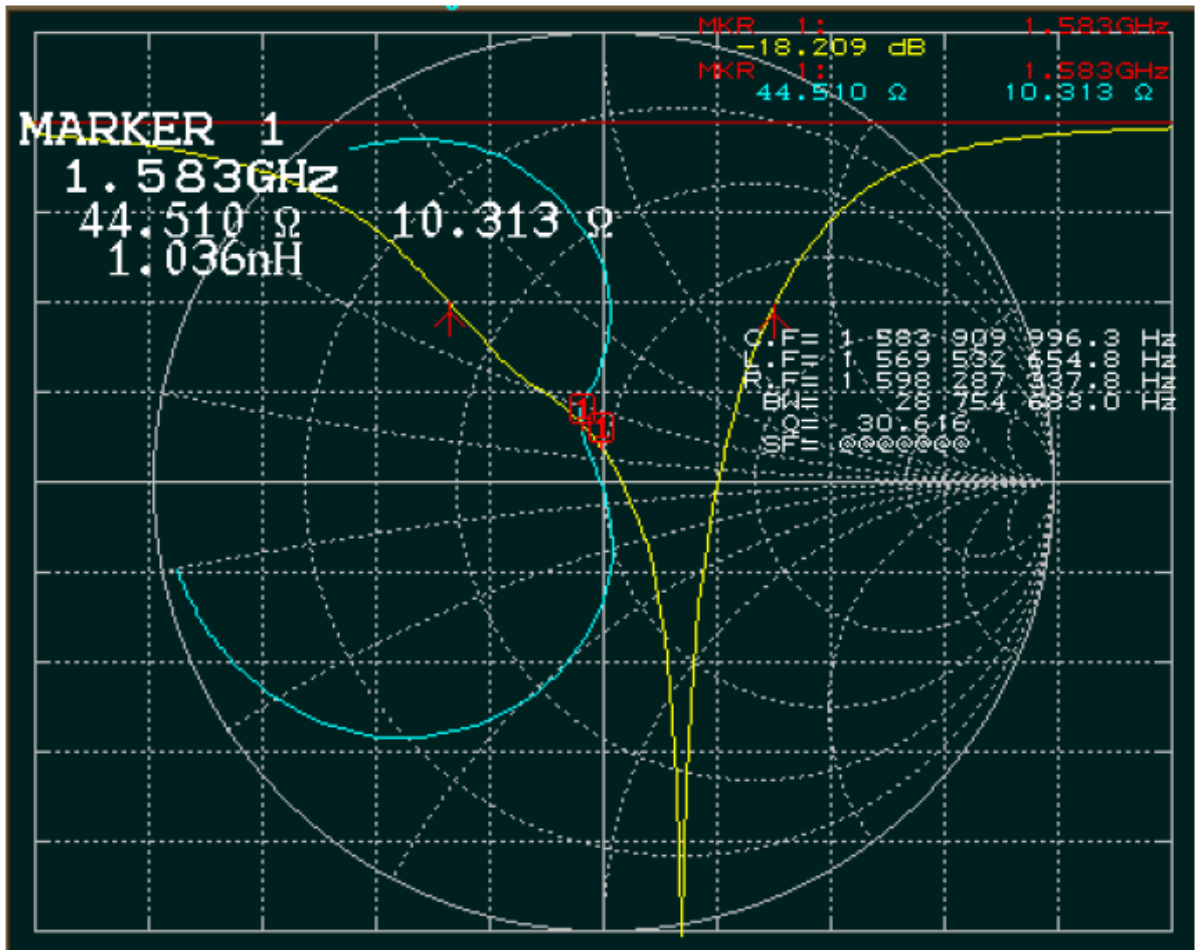 MKR 1: 1.583GHz
-18.209 dB
MKR 1: 1.583GHz
44.510 Ω 10.313 Ω
MARKER 1
1.583GHz
44.510 Ω 10.313 Ω
1.036nH
C.F= 1 583 909 996.3 Hz
L.F= 1 569 532 654.8 Hz
R.F= 1 598 287 337.8 Hz
BW= 28 754 683.0 Hz
Q= 30.616
SF= @@@@@@@
1
1